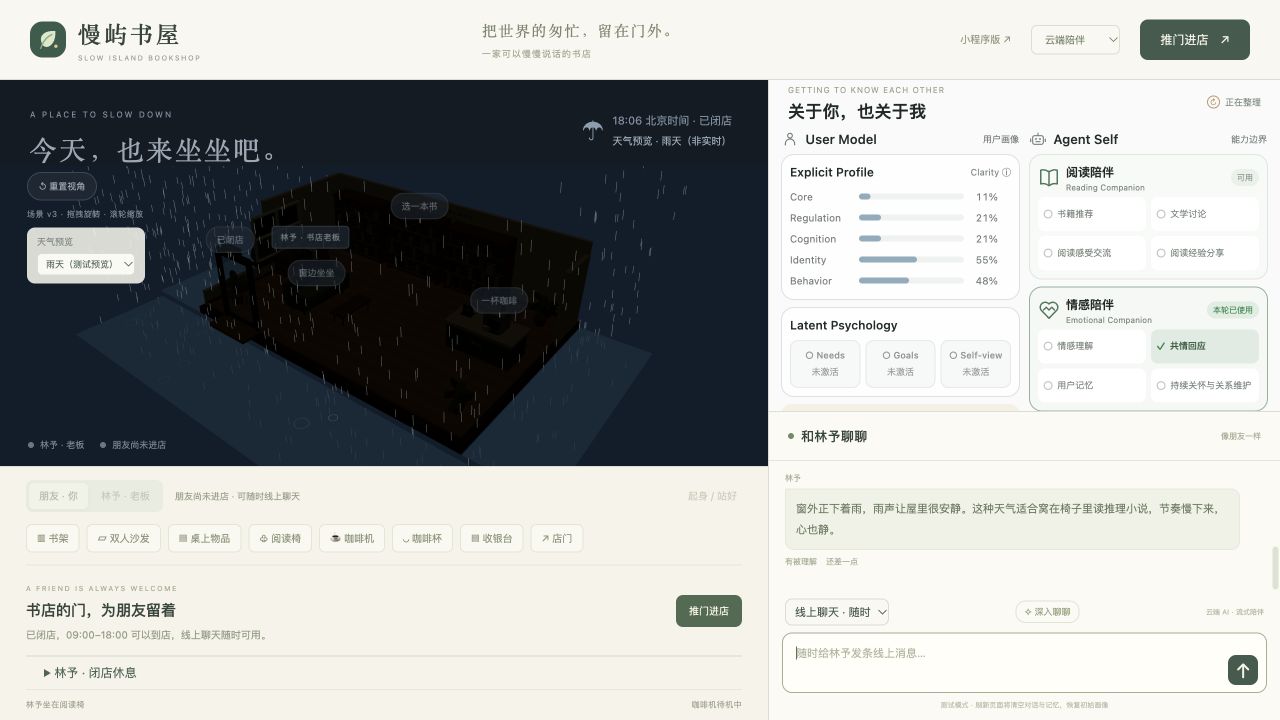 慢屿书屋
SLOW ISLAND BOOKSHOP
把世界的匆忙，留在门外。
一家可以慢慢说话的书店
小程序版 ↗
云端陪伴
推门进店 ↗
A PLACE TO SLOW DOWN
今天，也来坐坐吧。
18:06 北京时间 · 已闭店
天气预览 · 雨天（非实时）
重置视角
场景 v3 · 拖拽旋转 · 滚轮缩放
天气预览
雨天（测试预览）
已闭店
林予 · 书店老板
选一本书
窗边坐坐
一杯咖啡
林予 · 老板
朋友尚未进店
朋友 · 你
林予 · 老板
朋友尚未进店 · 可随时线上聊天
起身 / 站好
书架
双人沙发
桌上物品
阅读椅
咖啡机
咖啡杯
收银台
↗ 店门
A FRIEND IS ALWAYS WELCOME
书店的门，为朋友留着
已闭店，09:00–18:00 可以到店，线上聊天随时可用。
推门进店
▶ 林予 · 闭店休息
林予坐在阅读椅
咖啡机待机中
GETTING TO KNOW EACH OTHER
关于你，也关于我
正在整理
User Model
用户画像
Explicit Profile
Clarity ⓘ
Core 11%
Regulation 21%
Cognition 21%
Identity 55%
Behavior 48%
Latent Psychology
Needs
未激活
Goals
未激活
Self-view
未激活
Agent Self
能力边界
阅读陪伴
Reading Companion
可用
书籍推荐
文学讨论
阅读感受交流
阅读经验分享
情感陪伴
Emotional Companion
本轮已使用
情感理解
共情回应
用户记忆
持续关怀与关系维护
和林予聊聊
像朋友一样
林予
窗外正下着雨，雨声让屋里很安静。这种天气适合窝在椅子里读推理小说，节奏慢下来，
心也静。
有被理解 还差一点
线上聊天 · 随时
深入聊聊
云端 AI · 流式陪伴
随时给林予发条线上消息…
测试模式 · 刷新页面将清空对话与记忆，恢复初始画像